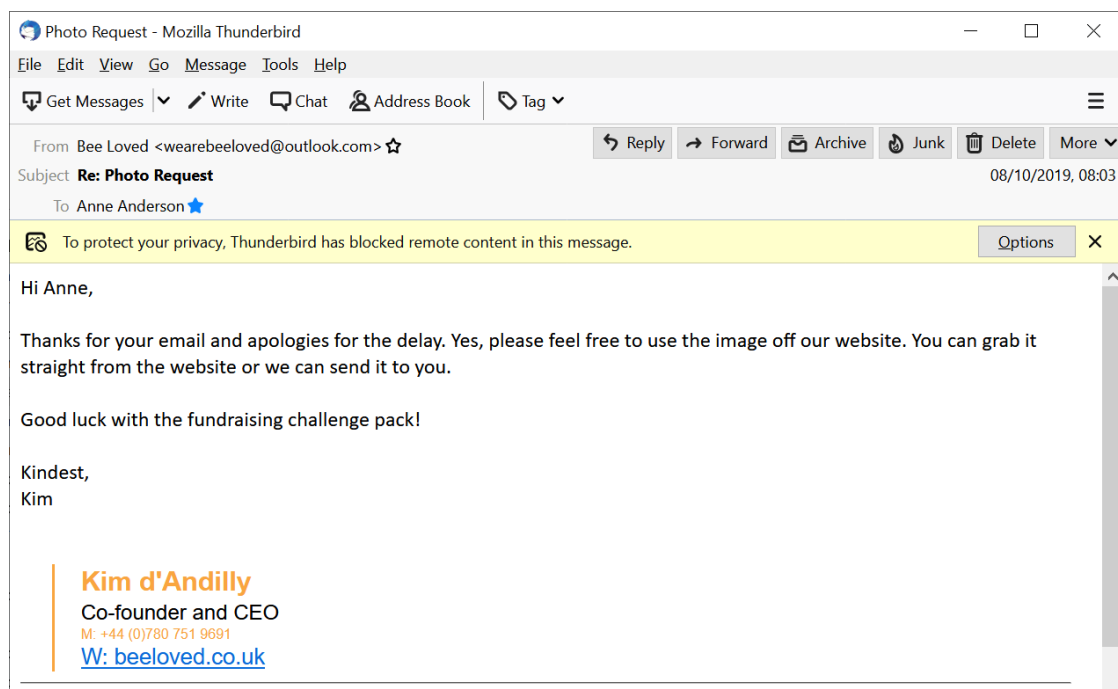 Photo Request - Mozilla Thunderbird
File Edit View Go Message Tools Help
Get Messages Write Chat Address Book Tag
From Bee Loved <wearebeeloved@outlook.com> Reply Forward Archive Junk Delete More
Subject Re: Photo Request 08/10/2019, 08:03
To Anne Anderson
To protect your privacy, Thunderbird has blocked remote content in this message. Options
Hi Anne,
Thanks for your email and apologies for the delay. Yes, please feel free to use the image off our website. You can grab it
straight from the website or we can send it to you.
Good luck with the fundraising challenge pack!
Kindest,
Kim
Kim d'Andilly
Co-founder and CEO
M: +44 (0)780 751 9691
W: beeloved.co.uk